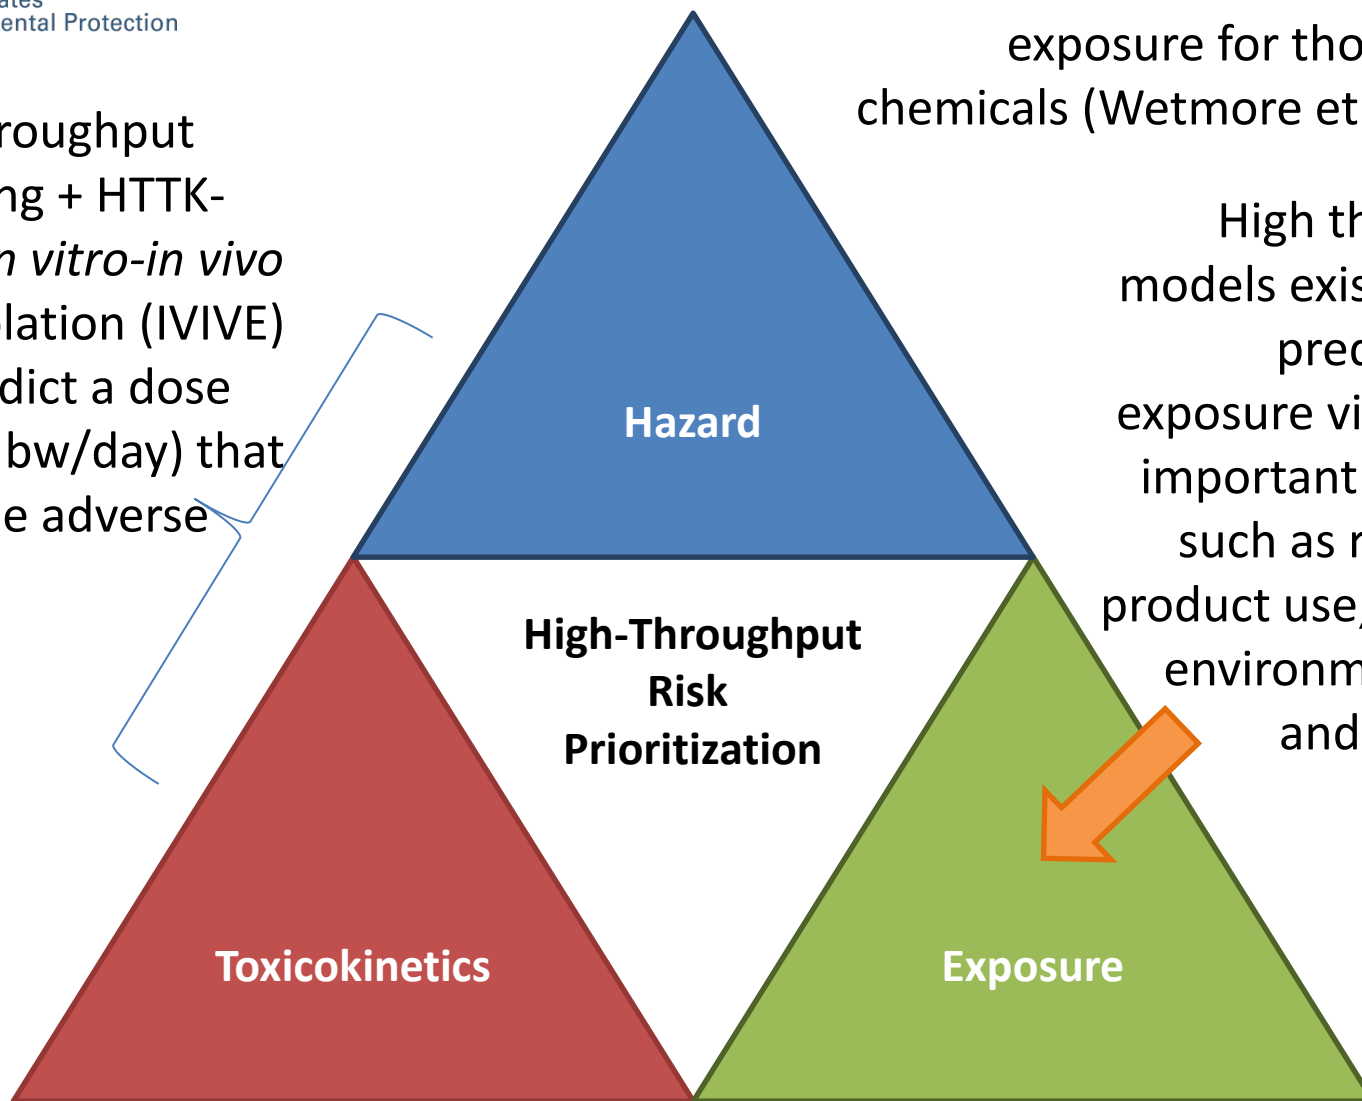 ental Protection
roughput
ng + HTTK-
n vitro-in vivo
lation (IVIVE)
dict a dose
bw/day) that
e adverse
exposure for tho
chemicals (Wetmore et
High th
models exis
pred
exposure vi
important
such as r
product use,
environm
and
Hazard
High-Throughput
Risk
Prioritization
Toxicokinetics
Exposure